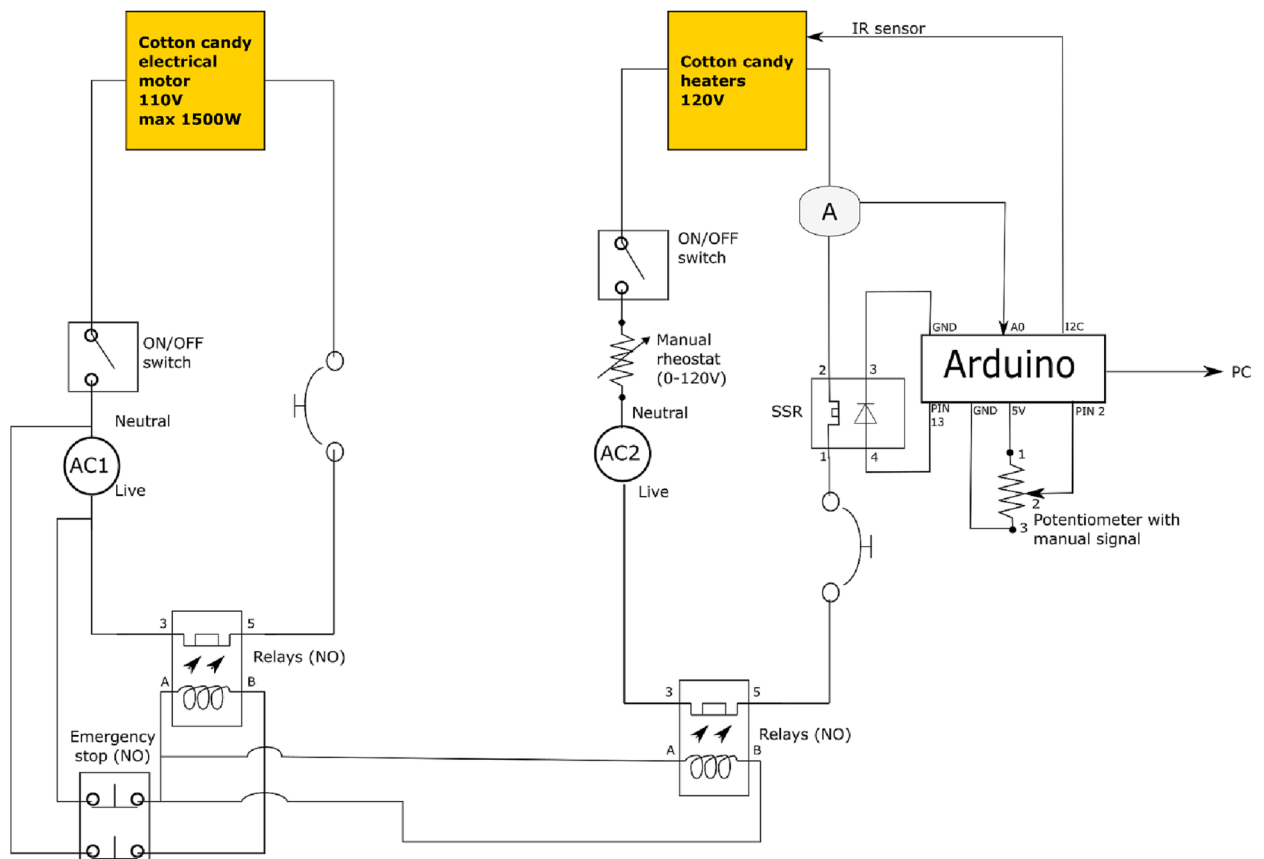 Cotton candy
electrical
motor
110V
max 1500W
Cotton candy
heaters
120V
IR sensor
A
ON/OFF
switch
Manual
rheostat
(0-120V)
Neutral
AC2
Live
ON/OFF
switch
Neutral
AC1
Live
2
3
SSR
1
4
GND
A0
I2C
Arduino
PC
PIN
13
GND
5V
PIN 2
1
2
3
Potentiometer with
manual signal
3
5
Relays (NO)
A
B
3
5
Relays (NO)
A
B
Emergency
stop (NO)